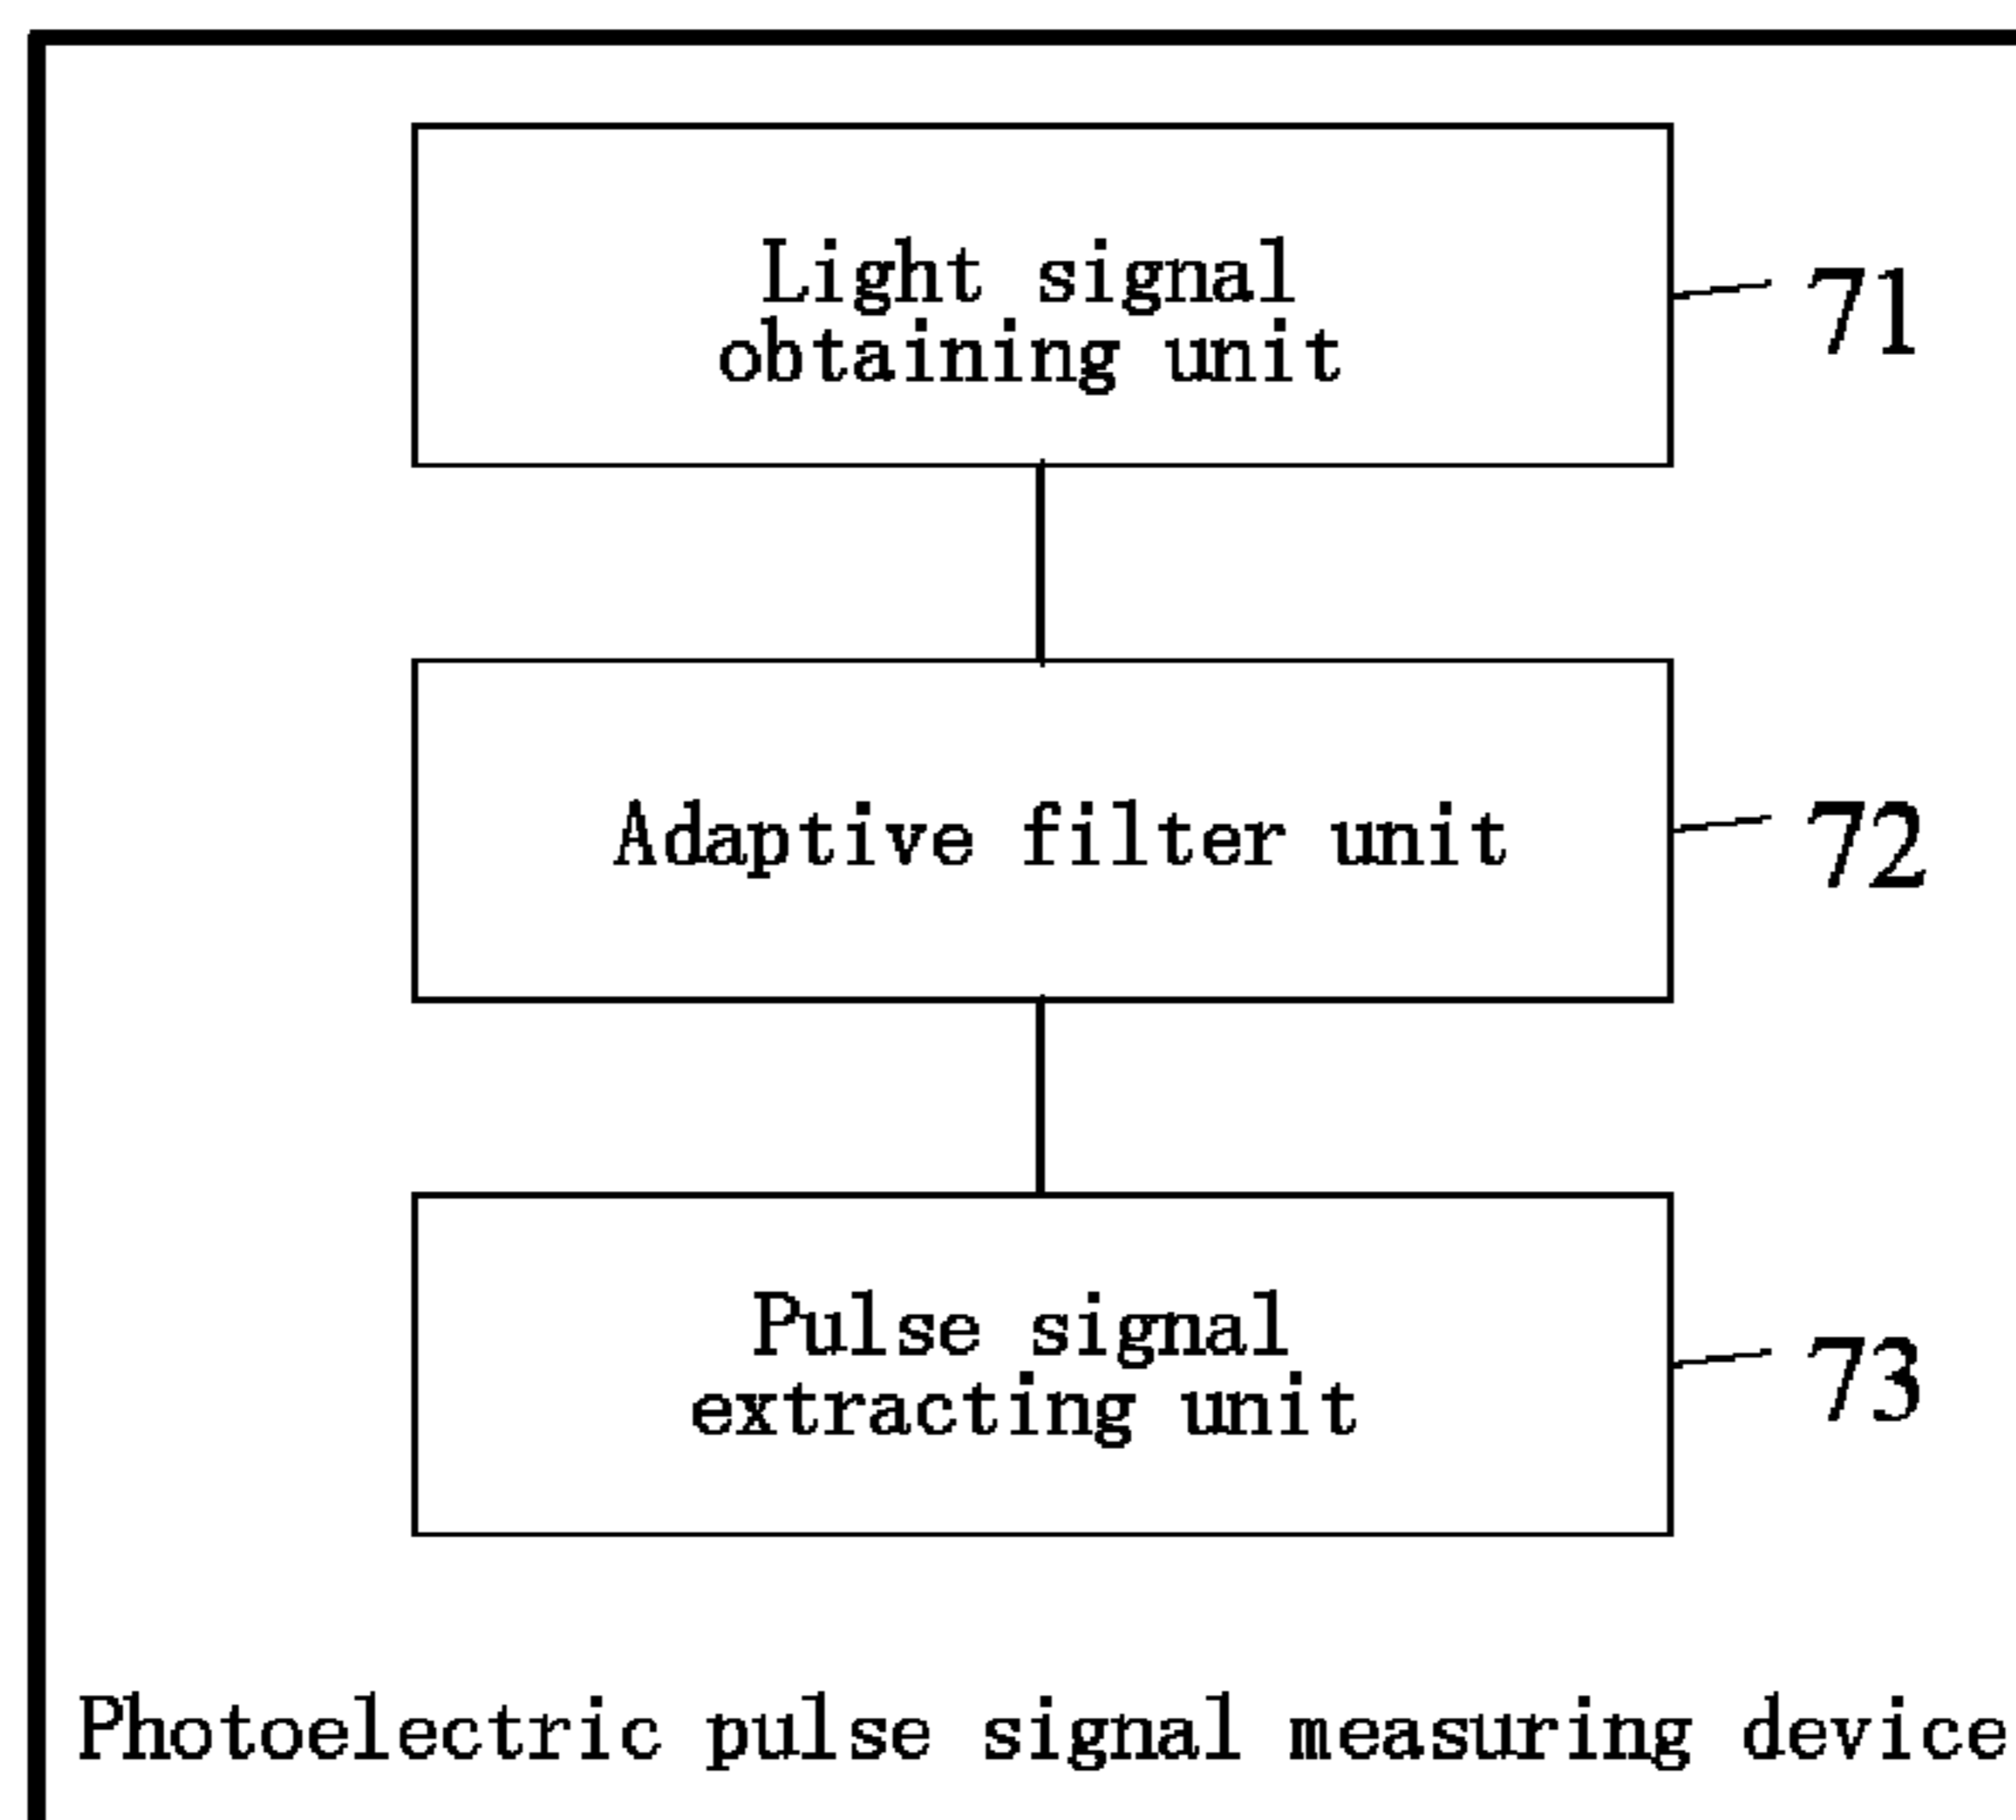 Light signal
obtaining unit
71
Adaptive filter unit
72
Pulse signal
extracting unit
73
Photoelectric pulse signal measuring device